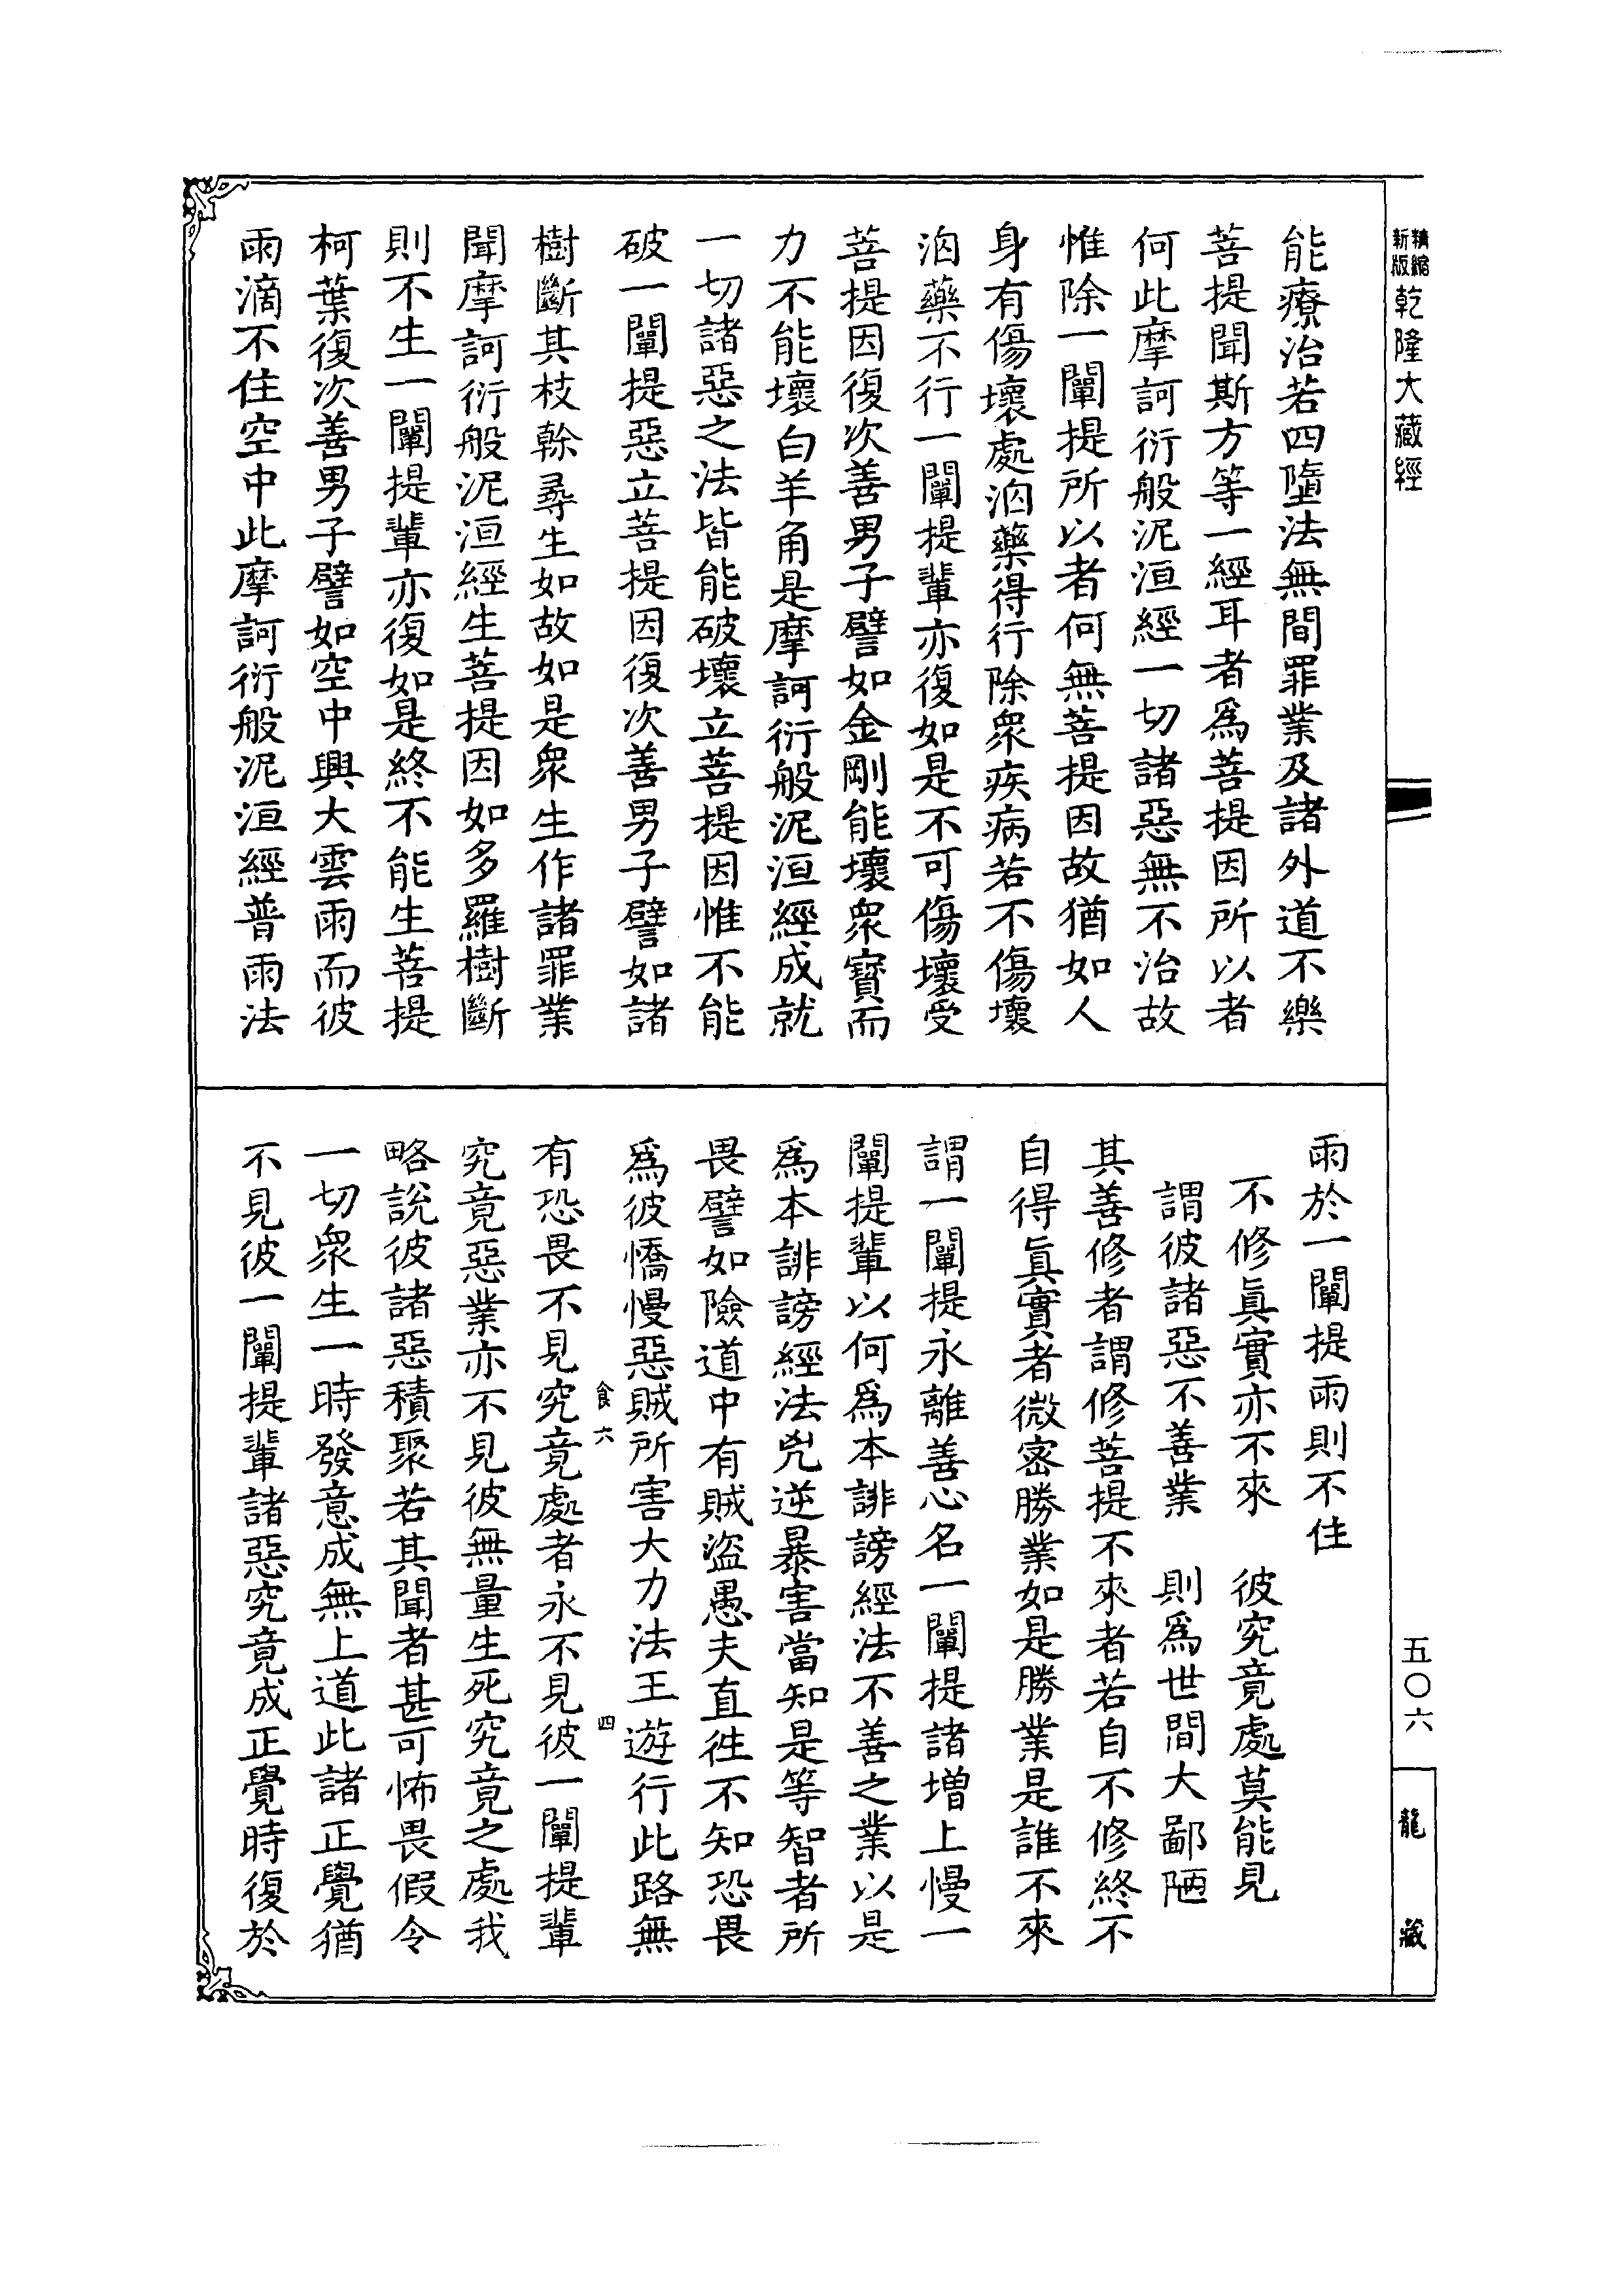 精縮
新版
乾隆大藏經
能療治若四墮法無間罪業及諸外道不樂
菩提聞斯方等一經耳者爲菩提因所以者
何此摩訶衍般泥洹經一切諸惡無不治故
惟除一闡提所以者何無菩提因故猶如人
身有傷壞處洦藥得行除衆疾病若不傷壞
洦藥不行一闡提輩亦復如是不可傷壞受
菩提因復次善男子譬如金剛能壞衆寳而
力不能壞白羊角是摩訶衍般泥洹經成就
一切諸惡之法皆能破壞立菩提因惟不能
破一闡提惡立菩提因復次善男子譬如諸
樹斷其枝榦尋生如故如是衆生作諸罪業
聞摩訶衍般泥洹經生菩提因如多羅樹斷
則不生一闡提輩亦復如是終不能生菩提
柯葉復次善男子譬如空中興大雲雨而彼
雨滴不住空中此摩訶衍般泥洹經普雨法
雨於一闡提雨則不住
不修眞實亦不來　彼究竟處莫能見
謂彼諸惡不善業　則爲世間大鄙陋
其善修者謂修菩提不來者若自不修終不
自得眞實者微密勝業如是勝業是誰不來
謂一闡提永離善心名一闡提諸增上慢一
闡提輩以何爲本誹謗經法不善之業以是
爲本誹謗經法兇逆暴害當知是等智者所
畏譬如險道中有賊盜愚夫直徃不知恐畏
爲彼憍慢惡賊所害大力法王遊行此路無
食六　四
有恐畏不見究竟處者永不見彼一闡提輩
究竟惡業亦不見彼無量生死究竟之處我
略說彼諸惡積聚若其聞者甚可怖畏假令
一切衆生一時發意成無上道此諸正覺猶
不見彼一闡提輩諸惡究竟成正覺時復於
五〇六
龍藏